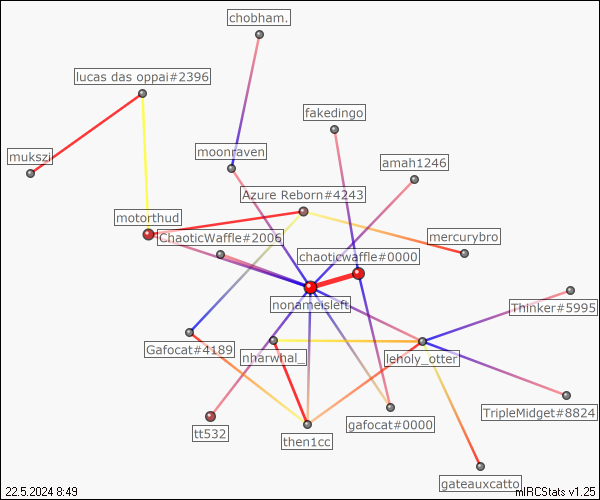 chobham.
lucas das oppai#2396
fakedingo
mukszi
moonraven
amah1246
Azure Reborn#4243
motorthud
ChaoticWaffle#2006
mercurybro
chaoticwaffle#0000
nonameisleft
Thinker#5995
Gafocat#4189
nharwhal_
leholy_otter
TripleMidget#8824
gafocat#0000
tt532
then1cc
gateauxcatto
22.5.2024 8:49
mIRCStats v1.25